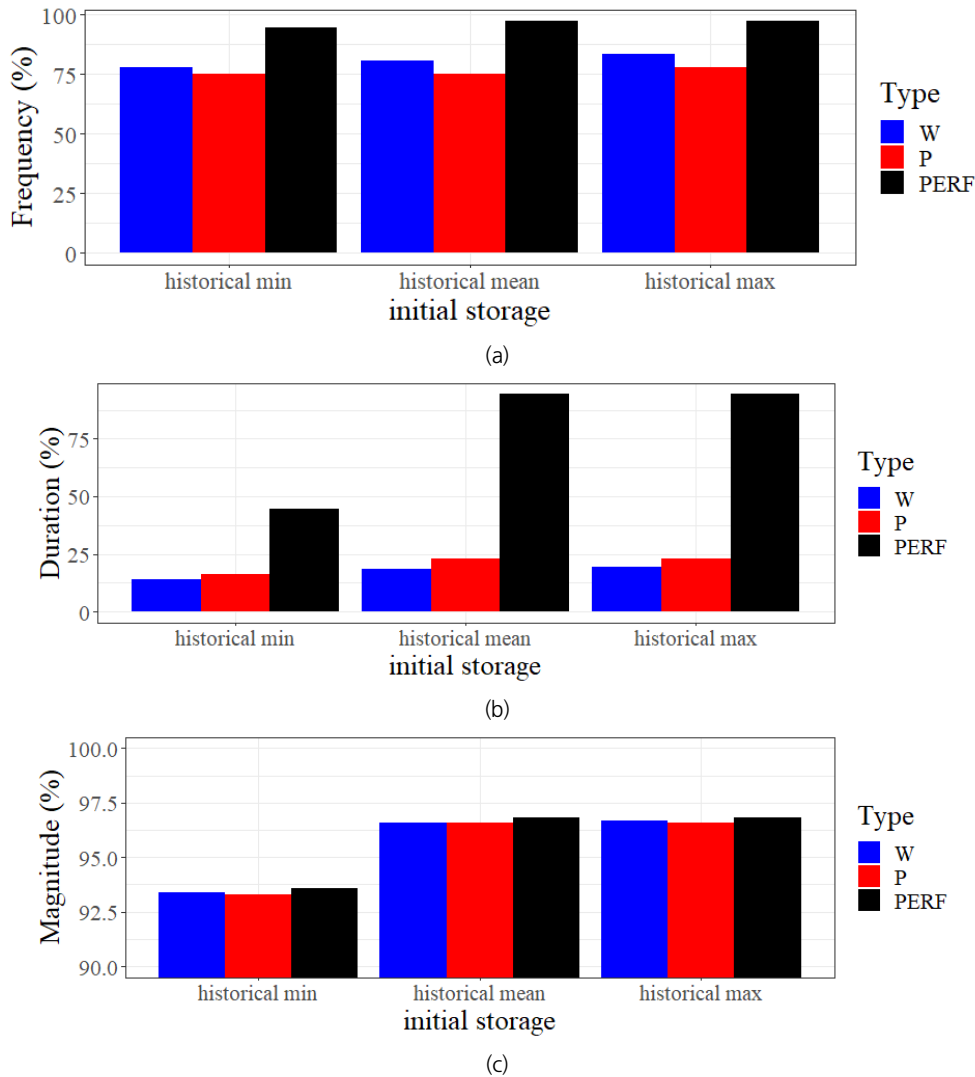 100
75
50
25
0
Frequency (%)
historical min historical mean historical max
initial storage
Type
W
P
PERF
(a)
75
50
25
0
Duration (%)
historical min historical mean historical max
initial storage
Type
W
P
PERF
(b)
100.0
97.5
95.0
92.5
90.0
Magnitude (%)
historical min historical mean historical max
initial storage
Type
W
P
PERF
(c)